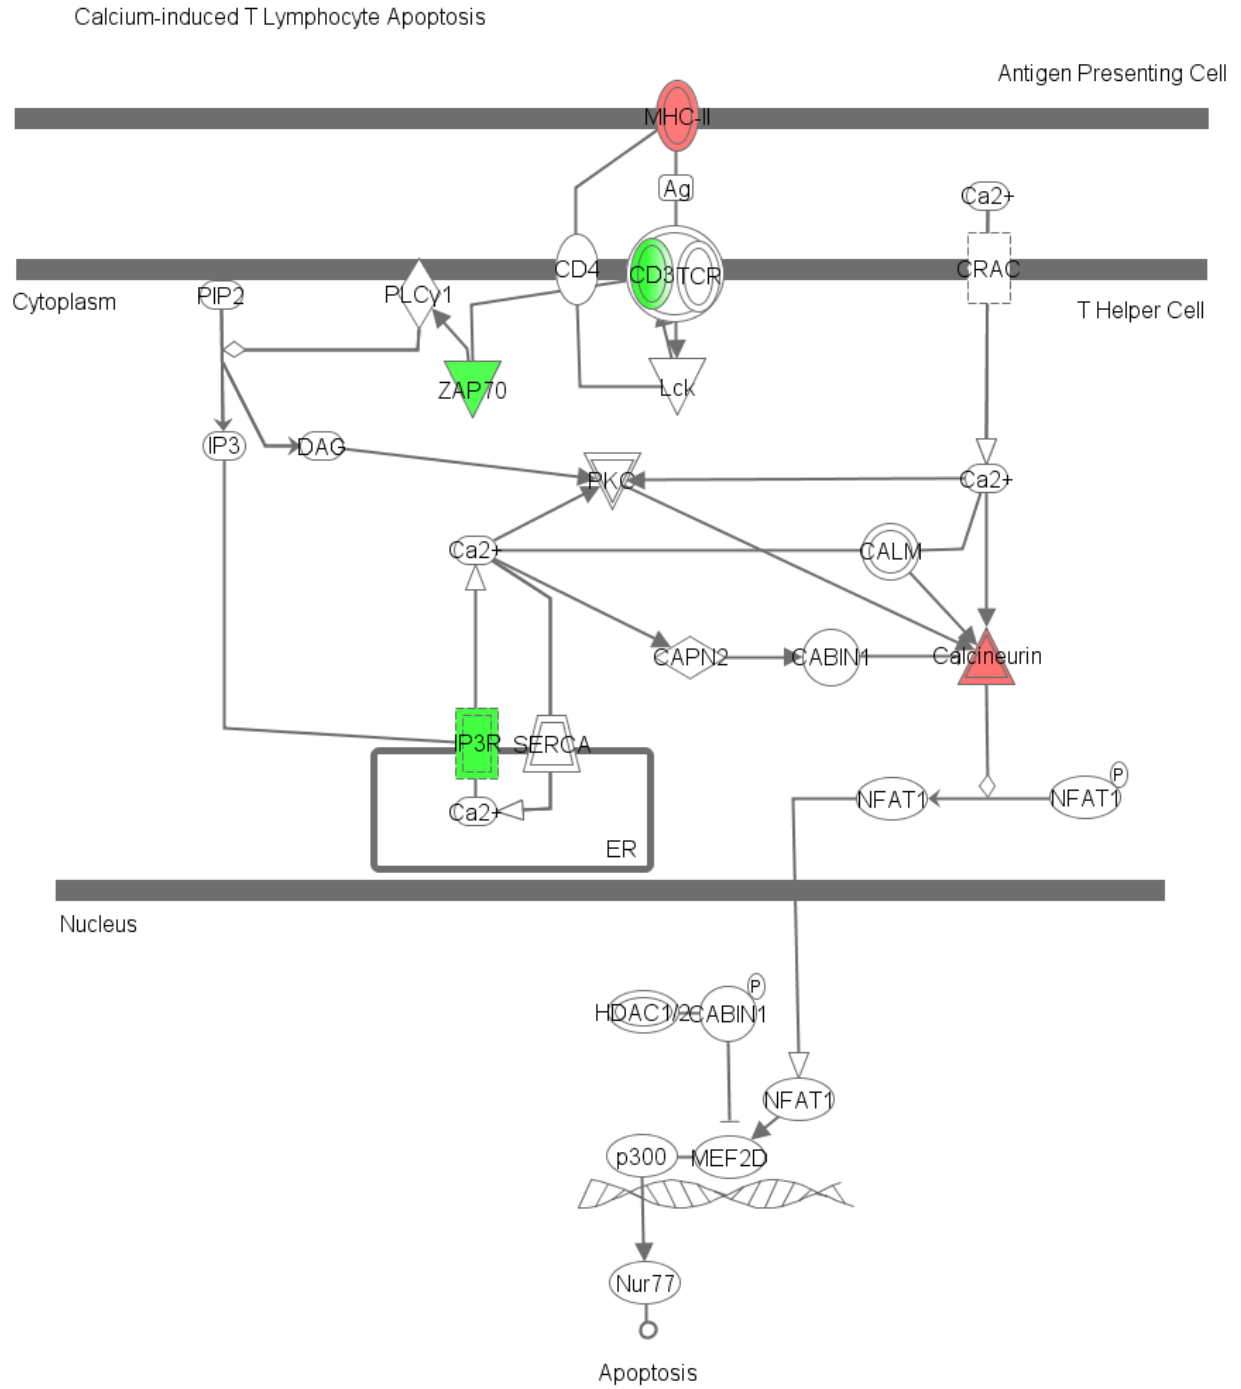 Calcium-induced T Lymphocyte Apoptosis
Antigen Presenting Cell
MHC-II
Ag
Ca2+
CD4
CD3
TCR
CRAC
PIP2
PLCγ1
Cytoplasm
T Helper Cell
ZAP70
Lck
IP3
DAG
PKC
Ca2+
Ca2+
CALM
CAPN2
CABIN1
Calcineurin
IP3R
SERCA
P
Ca2+
NFAT1
NFAT1
ER
Nucleus
P
HDAC1/2
CABIN1
NFAT1
p300
MEF2D
Nur77
Apoptosis